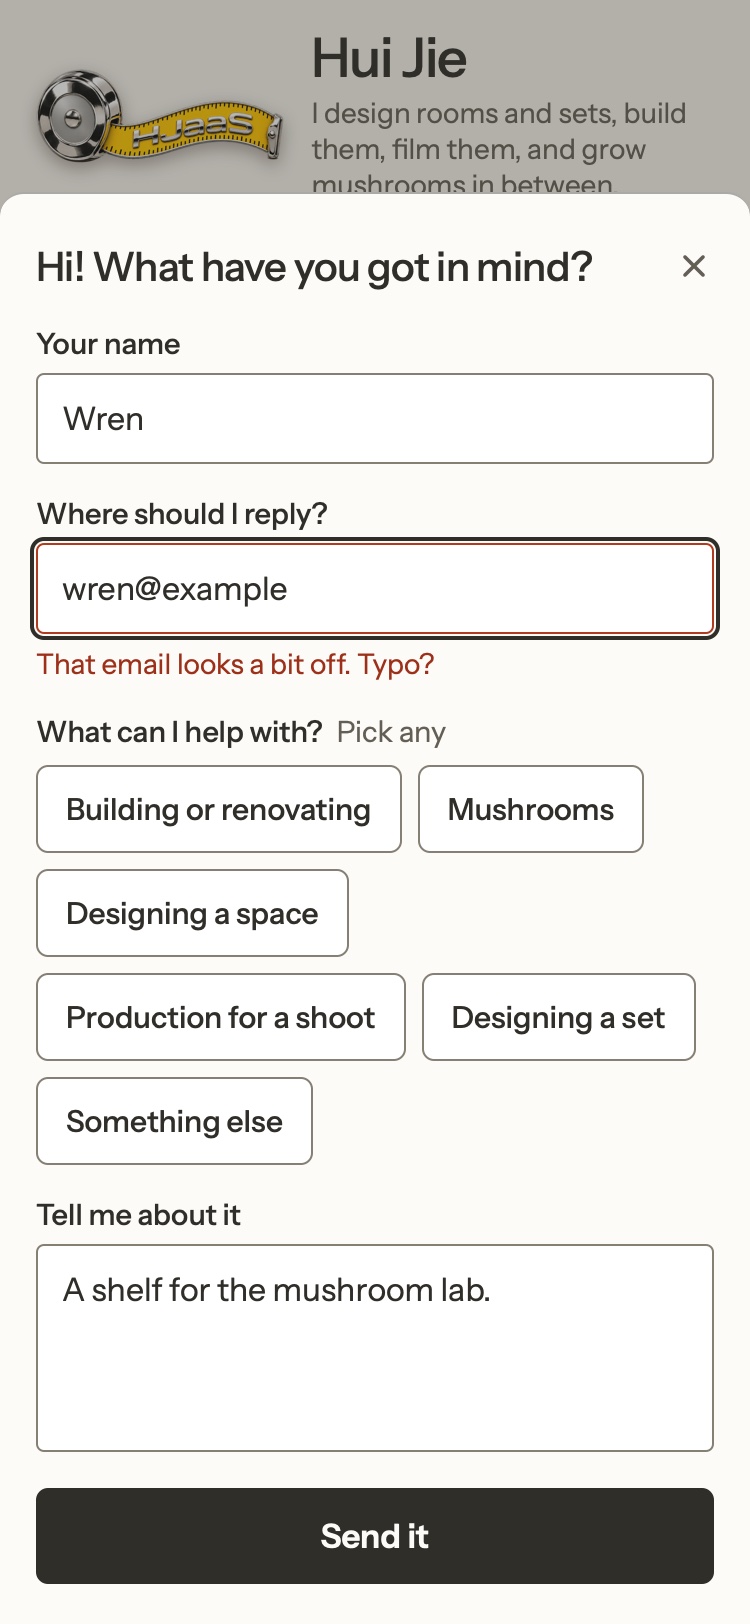 Hui Jie
I design rooms and sets, build
them, film them, and grow
mushrooms in between.
HJaaS
Hi! What have you got in mind?
Your name
Wren
Where should I reply?
wren@example
That email looks a bit off. Typo?
What can I help with? Pick any
Building or renovating Mushrooms
Designing a space
Production for a shoot Designing a set
Something else
Tell me about it
A shelf for the mushroom lab.
Send it